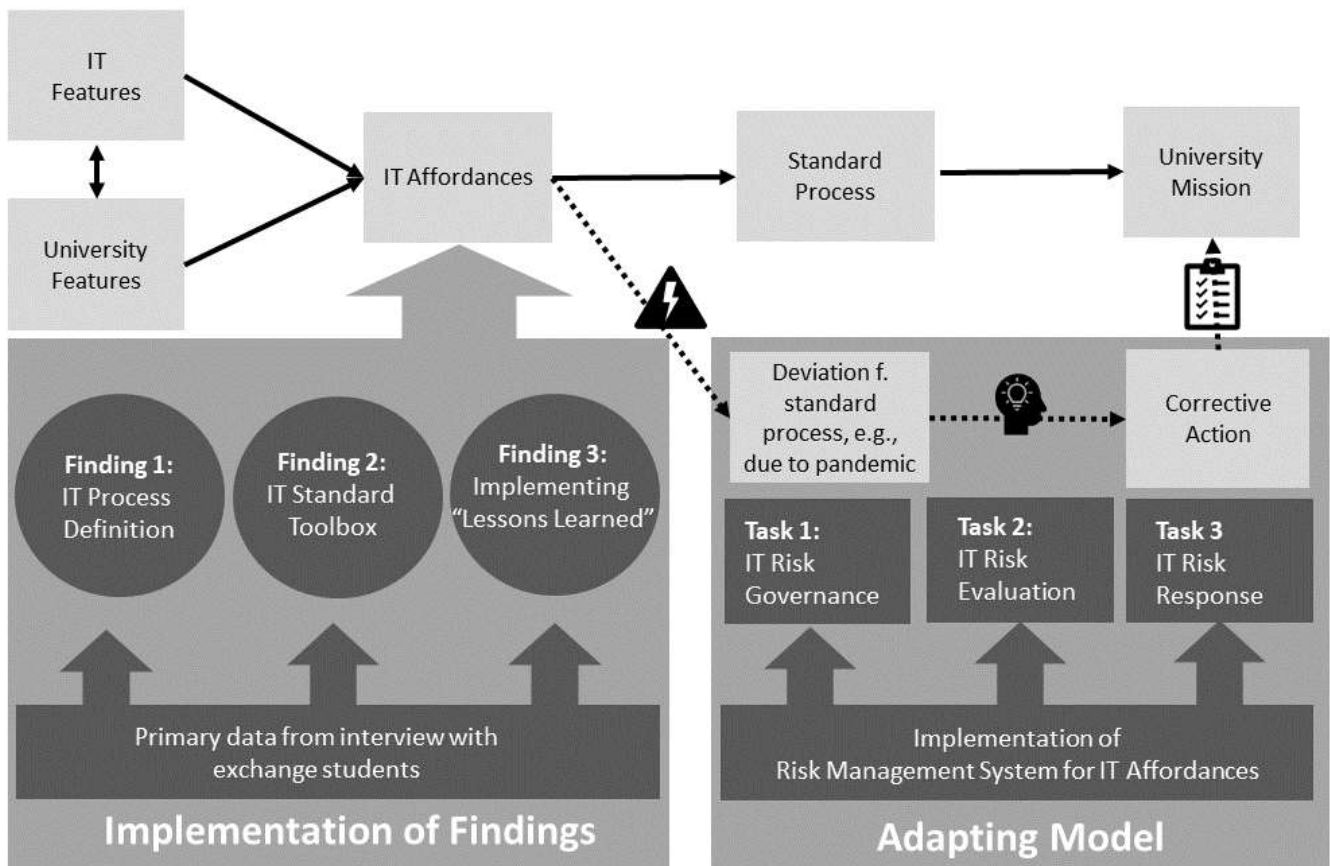 IT
Features
University
Features
IT Affordances
Standard
Process
University
Mission
Finding 1:
IT Process
Definition
Finding 2:
IT Standard
Toolbox
Finding 3:
Implementing
“Lessons Learned”
Primary data from interview with
exchange students
Implementation of Findings
Deviation f.
standard
process, e.g.,
due to pandemic
Corrective
Action
Task 1:
IT Risk
Governance
Task 2:
IT Risk
Evaluation
Task 3
IT Risk
Response
Implementation of
Risk Management System for IT Affordances
Adapting Model